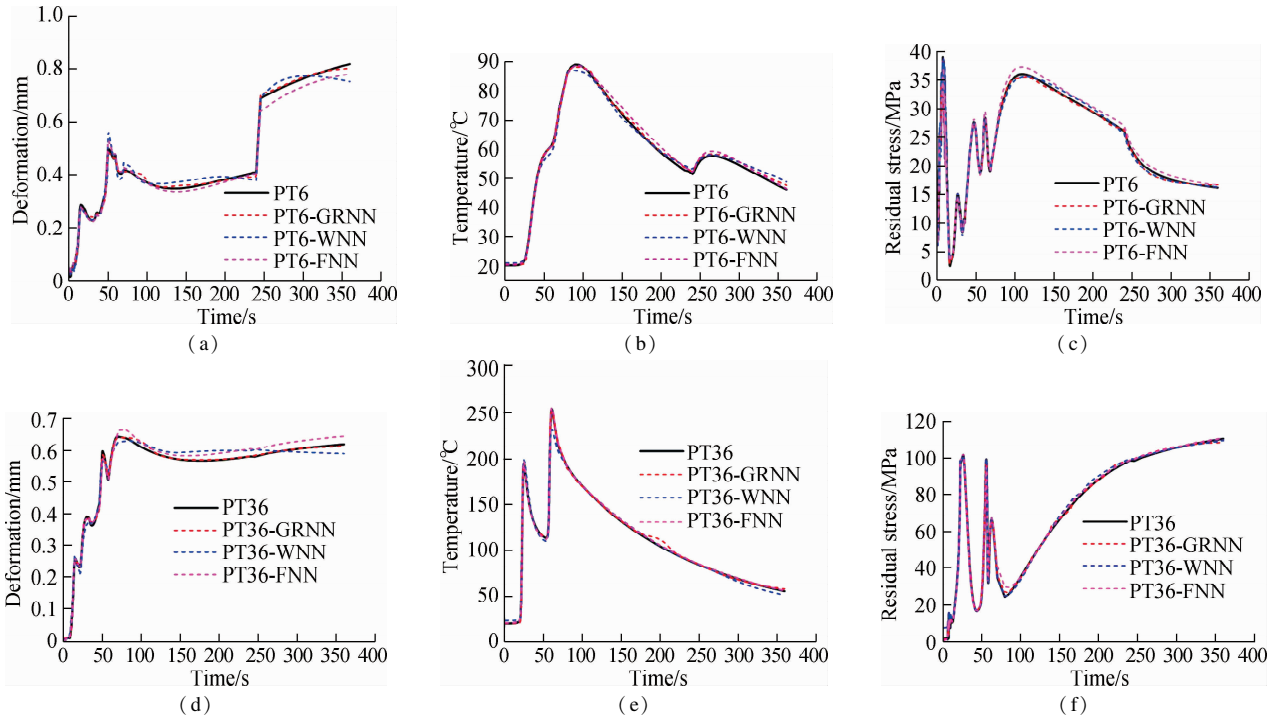 1.0
0.8
0.6
0.4
0.2
0
Deformation/mm
PT6
PT6-GRNN
PT6-WNN
PT6-FNN
0 50 100 150 200 250 300 350 400
Time/s
(a)
90
80
70
60
50
40
30
20
Temperature/℃
PT6
PT6-GRNN
PT6-WNN
PT6-FNN
0 50 100 150 200 250 300 350 400
Time/s
(b)
40
35
30
25
20
15
10
5
0
Residual stress/MPa
PT6
PT6-GRNN
PT6-WNN
PT6-FNN
0 50 100 150 200 250 300 350 400
Time/s
(c)
0.7
0.6
0.5
0.4
0.3
0.2
0.1
0
Deformation/mm
PT36
PT36-GRNN
PT36-WNN
PT36-FNN
0 50 100 150 200 250 300 350 400
Time/s
(d)
300
250
200
150
100
50
0
Temperature/℃
PT36
PT36-GRNN
PT36-WNN
PT36-FNN
0 50 100 150 200 250 300 350 400
Time/s
(e)
120
100
80
60
40
20
0
Residual stress/MPa
PT36
PT36-GRNN
PT36-WNN
PT36-FNN
0 50 100 150 200 250 300 350 400
Time/s
(f)